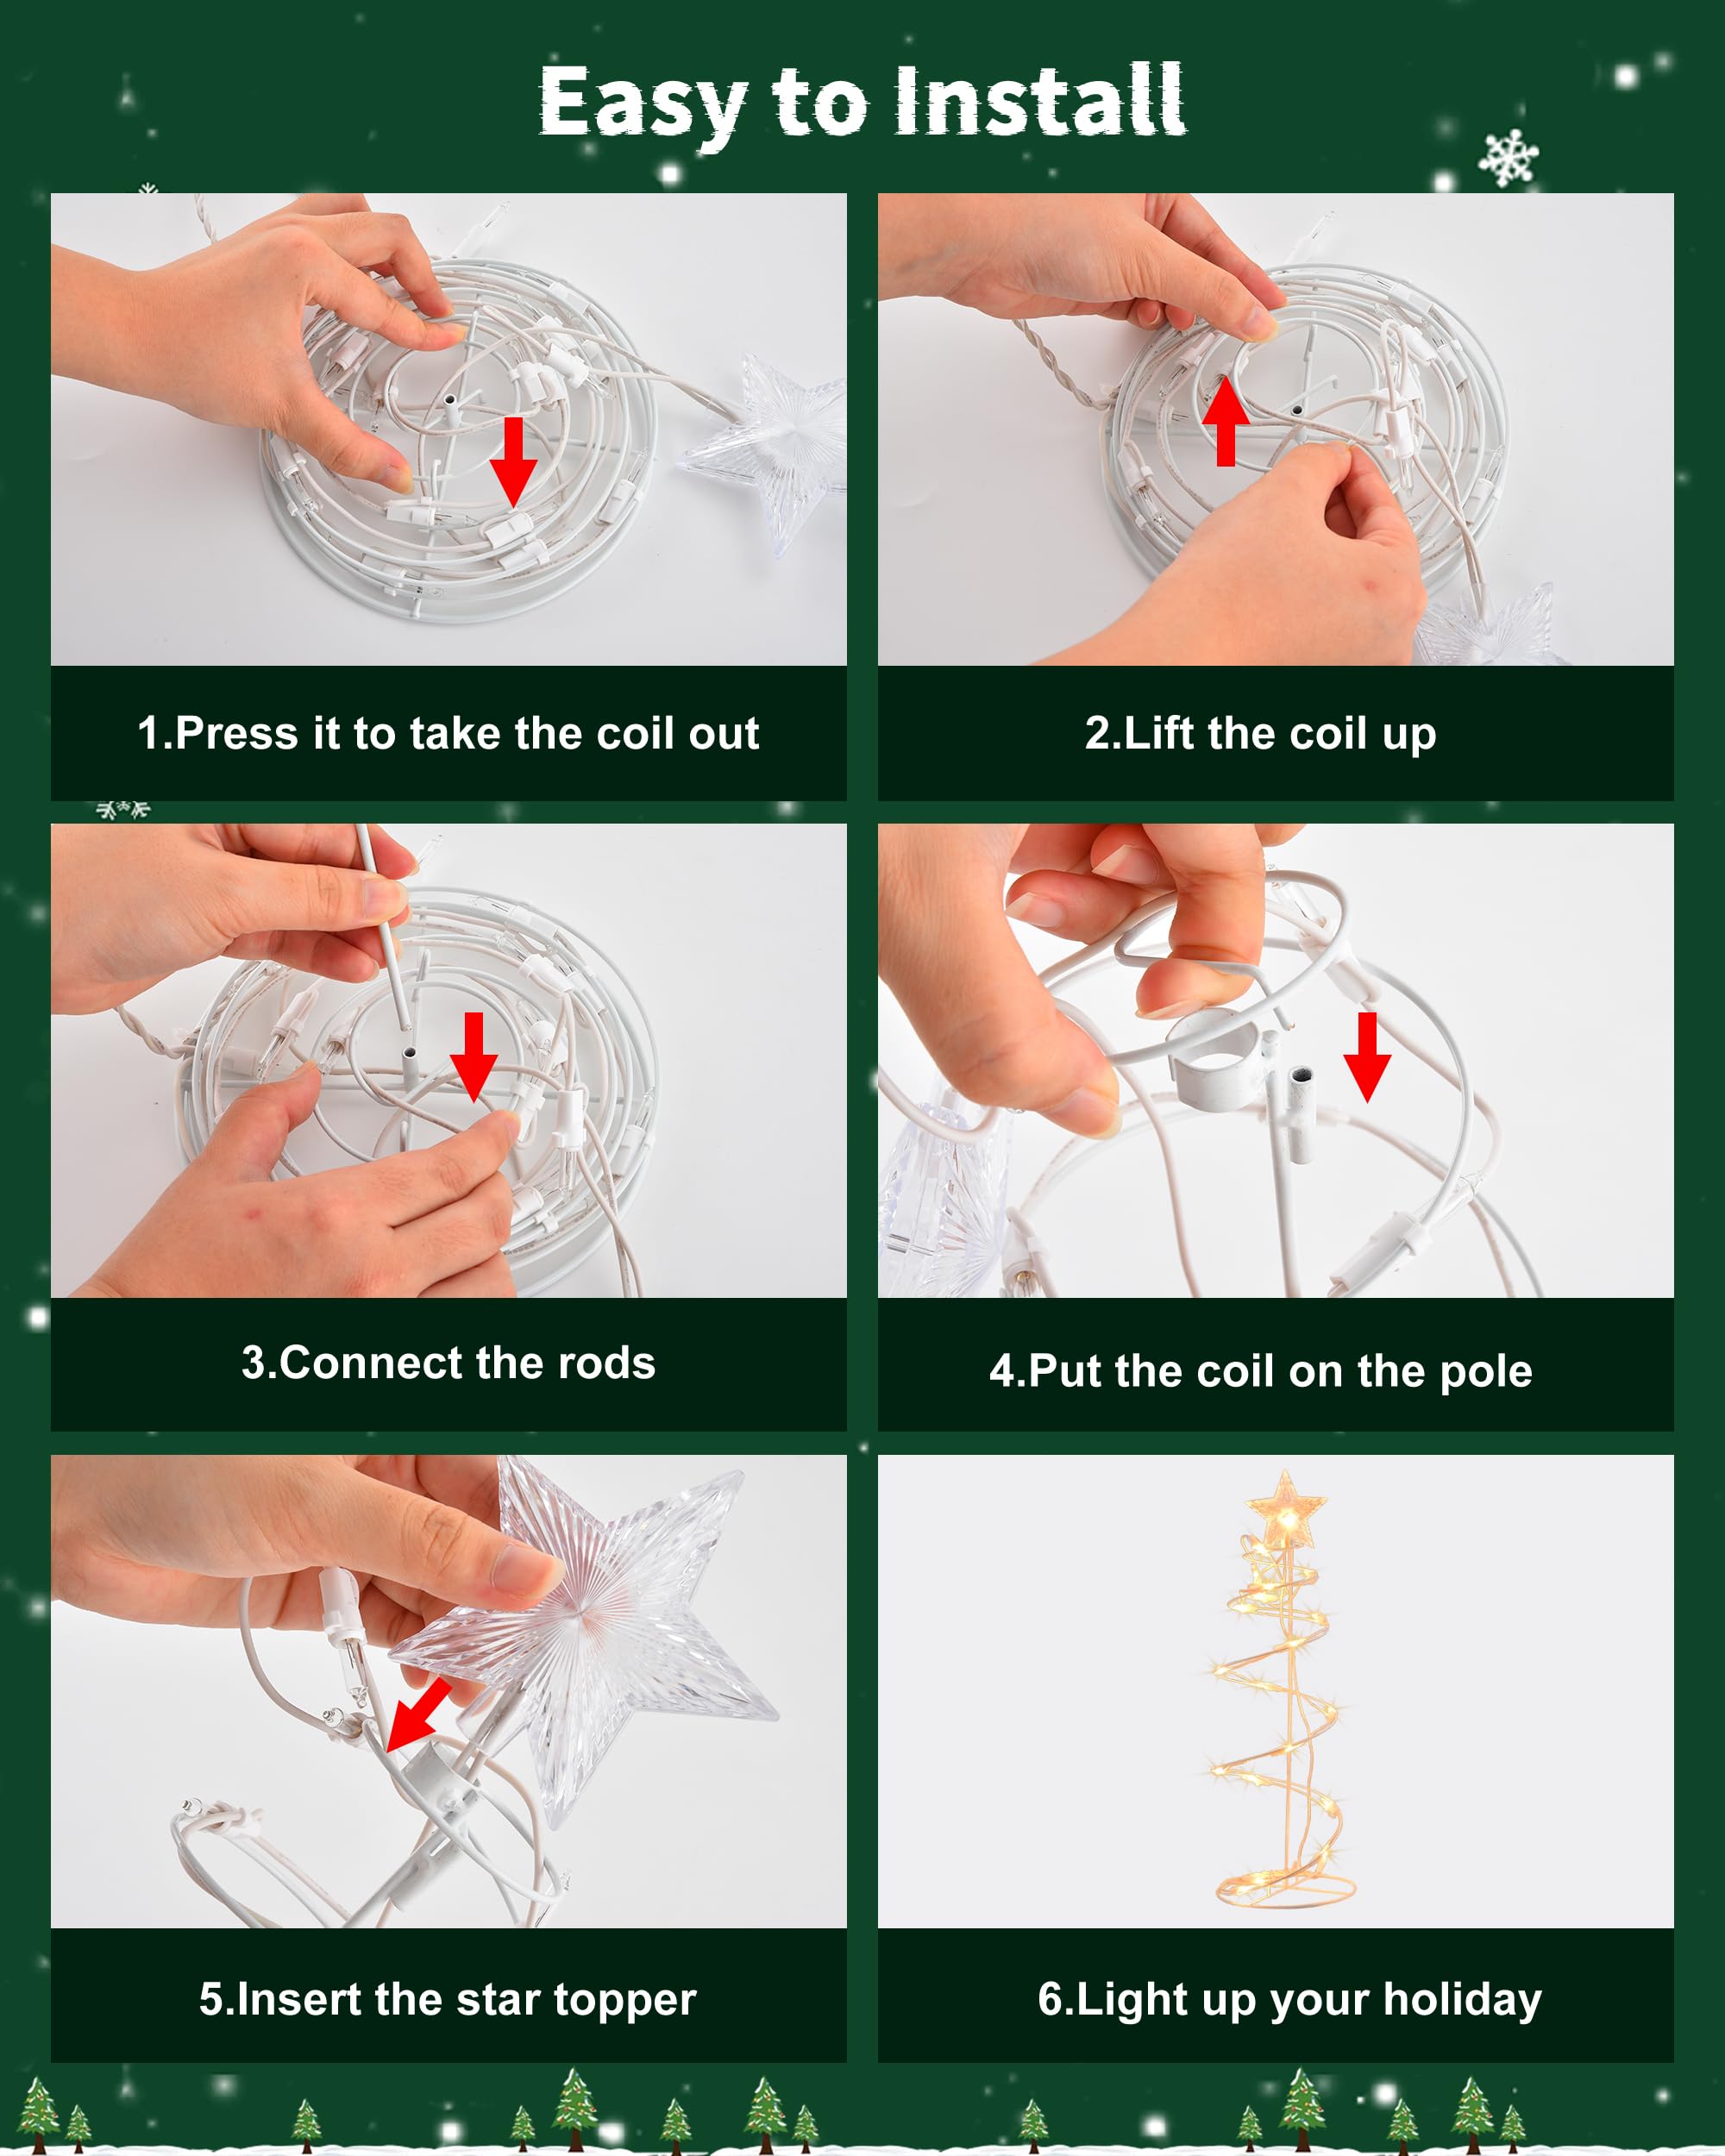 Easy to Install
1.Press it to take the coil out
2.Lift the coil up
3.Connect the rods
4.Put the coil on the pole
5.Insert the star topper
6.Light up your holiday